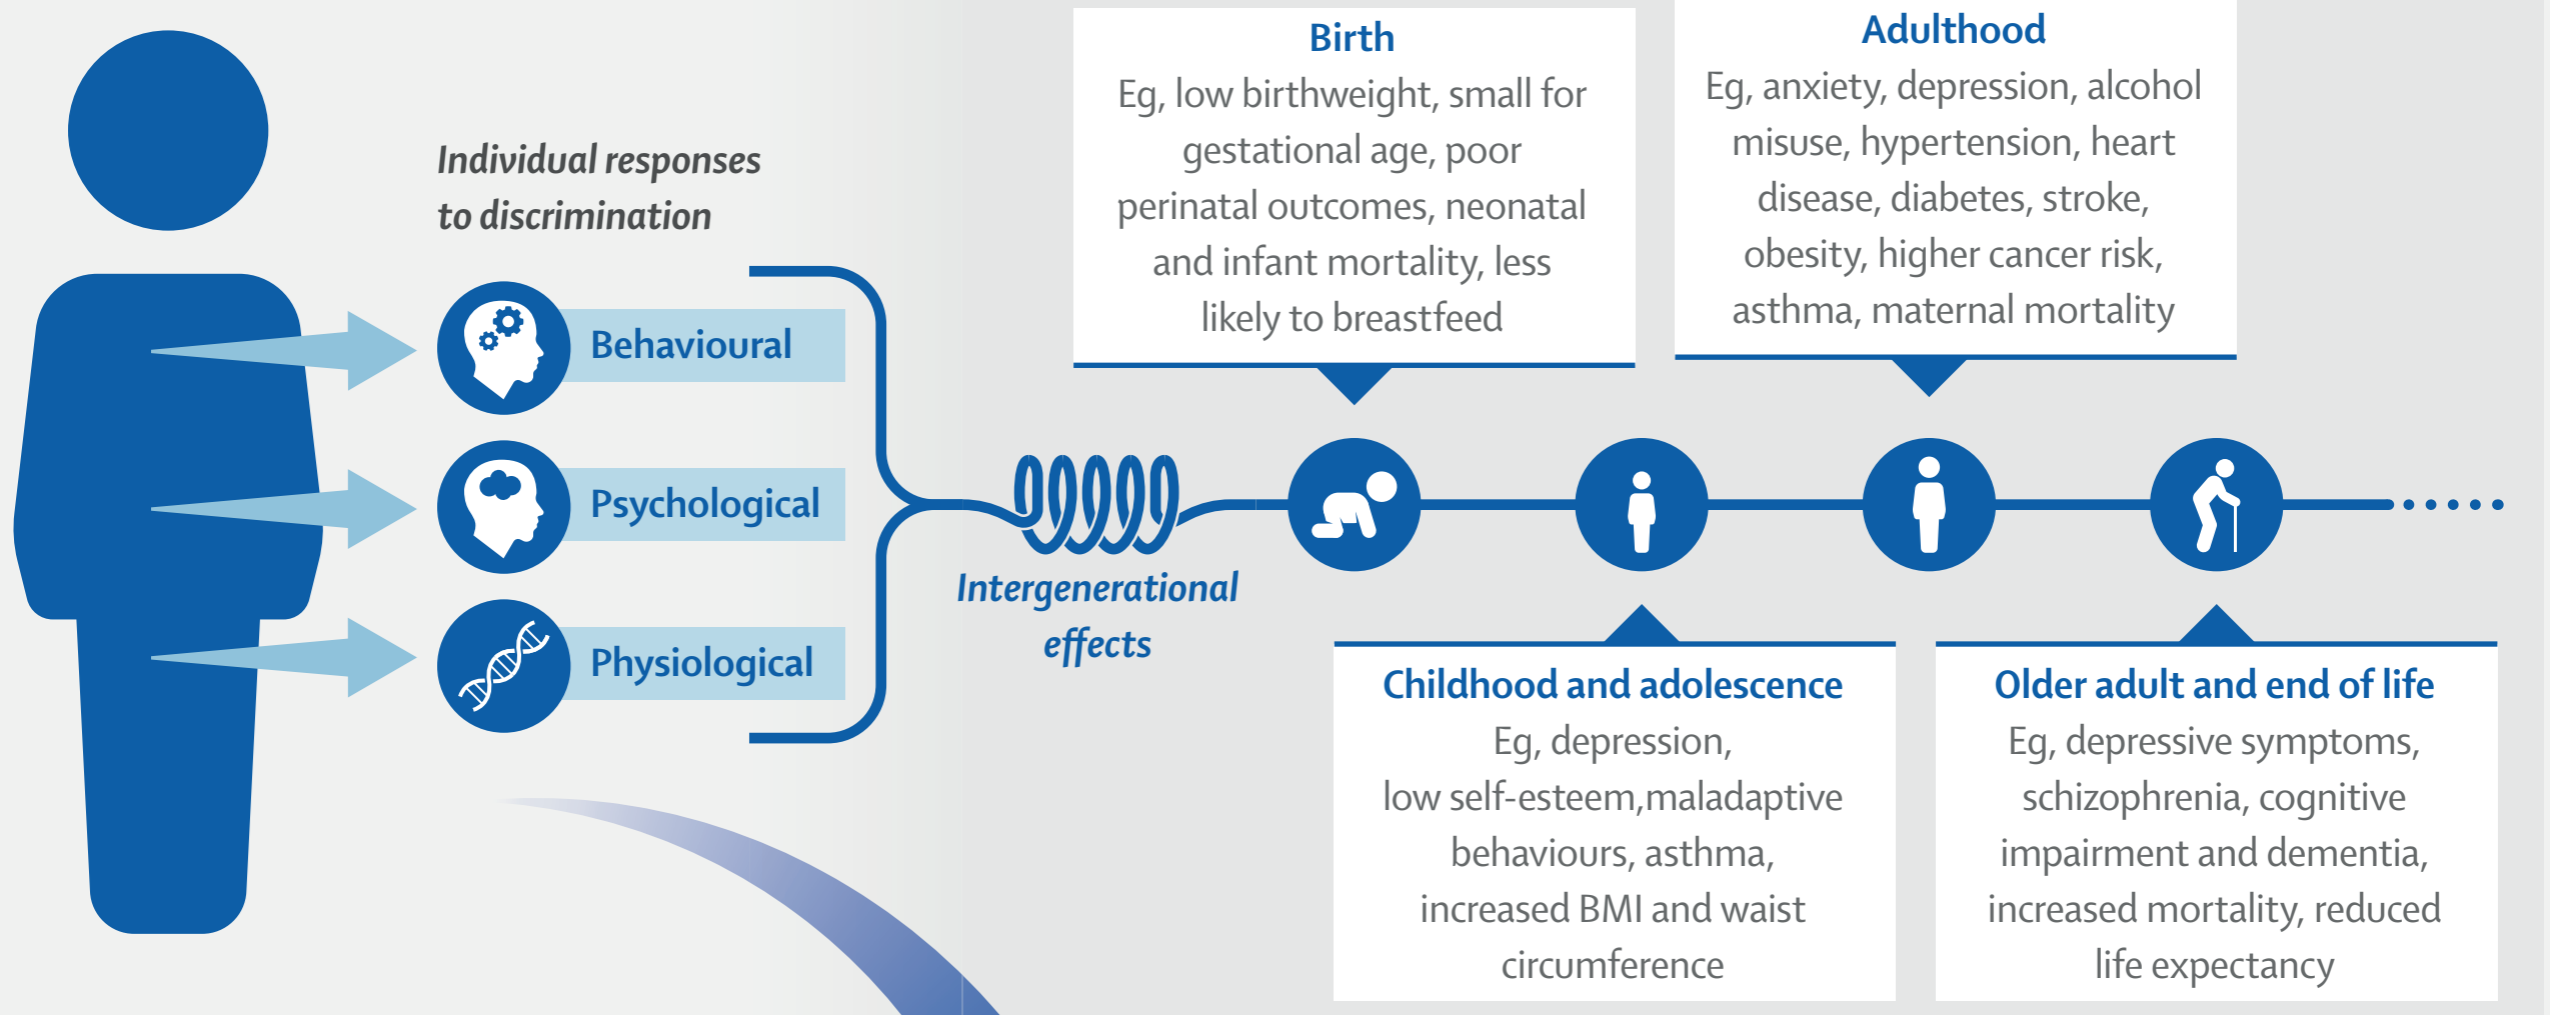 Individual responses
to discrimination
Behavioural
Psychological
Physiological
Intergenerational
effects
Birth
Eg, low birthweight, small for
gestational age, poor
perinatal outcomes, neonatal
and infant mortality, less
likely to breastfeed
Childhood and adolescence
Eg, depression,
low self-esteem,maladaptive
behaviours, asthma,
increased BMI and waist
circumference
Adulthood
Eg, anxiety, depression, alcohol
misuse, hypertension, heart
disease, diabetes, stroke,
obesity, higher cancer risk,
asthma, maternal mortality
Older adult and end of life
Eg, depressive symptoms,
schizophrenia, cognitive
impairment and dementia,
increased mortality, reduced
life expectancy